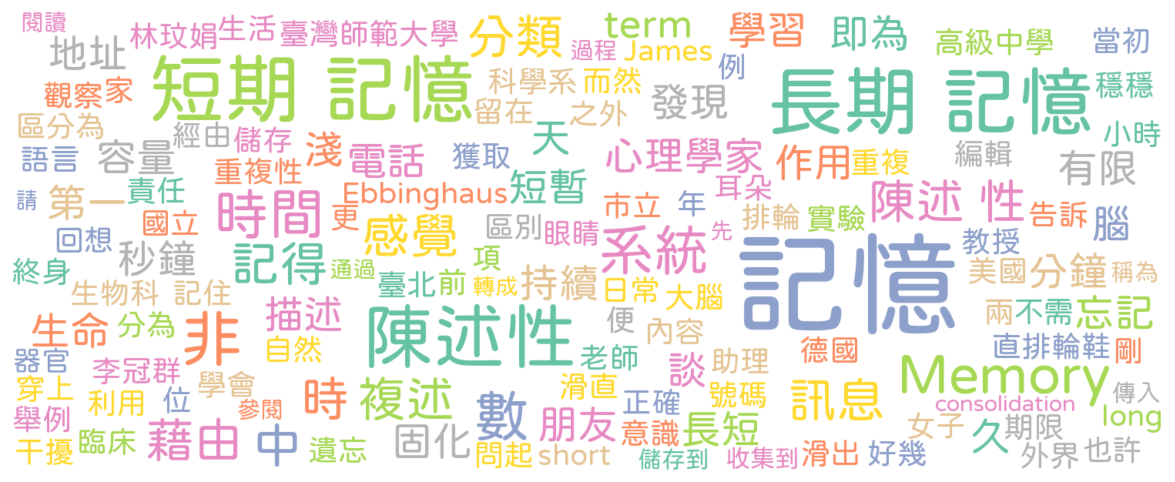 閱讀
林玟娟
生活
臺灣師範大學
分類
term
學習
即為
高級中學
當初
地址
短期 記憶
過程
James
科學系
而然
例
長期 記憶
穩穩
觀察
家
留在
之外
發現
小時
區分為
經由
儲存
淺
天
心理學家
作用
重複
編輯
有限
語言
容量
重複性
電話
獲取
耳朵
請
第一
責任
時間
Ebbinghaus
短暫
市立
年
排輪
實驗
陳述 性
告訴
腦
國立
更
感覺
區別
眼睛
先
回想
秒鐘
記得
通過
項
系統
記憶
教授
終身
臺北
前
轉成
持續
日常
大腦
美國
分鐘
稱為
生物科
記住
描述
陳述性
便
內容
兩
不需
忘記
生命
分為
非
自然
老師
助理
德國
直排輪鞋
剛
器官
李冠群
談
穿上
學會
時
複述
滑直
號碼
訊息
Memory
傳入
舉例
利用
位
參閱
數
正確
consolidation
long
干擾
臨床
藉由
中
遺忘
固化
朋友
意識
長短
女子
久
期限
問起
short
儲存到
收集到
滑出
好幾
外界
也許